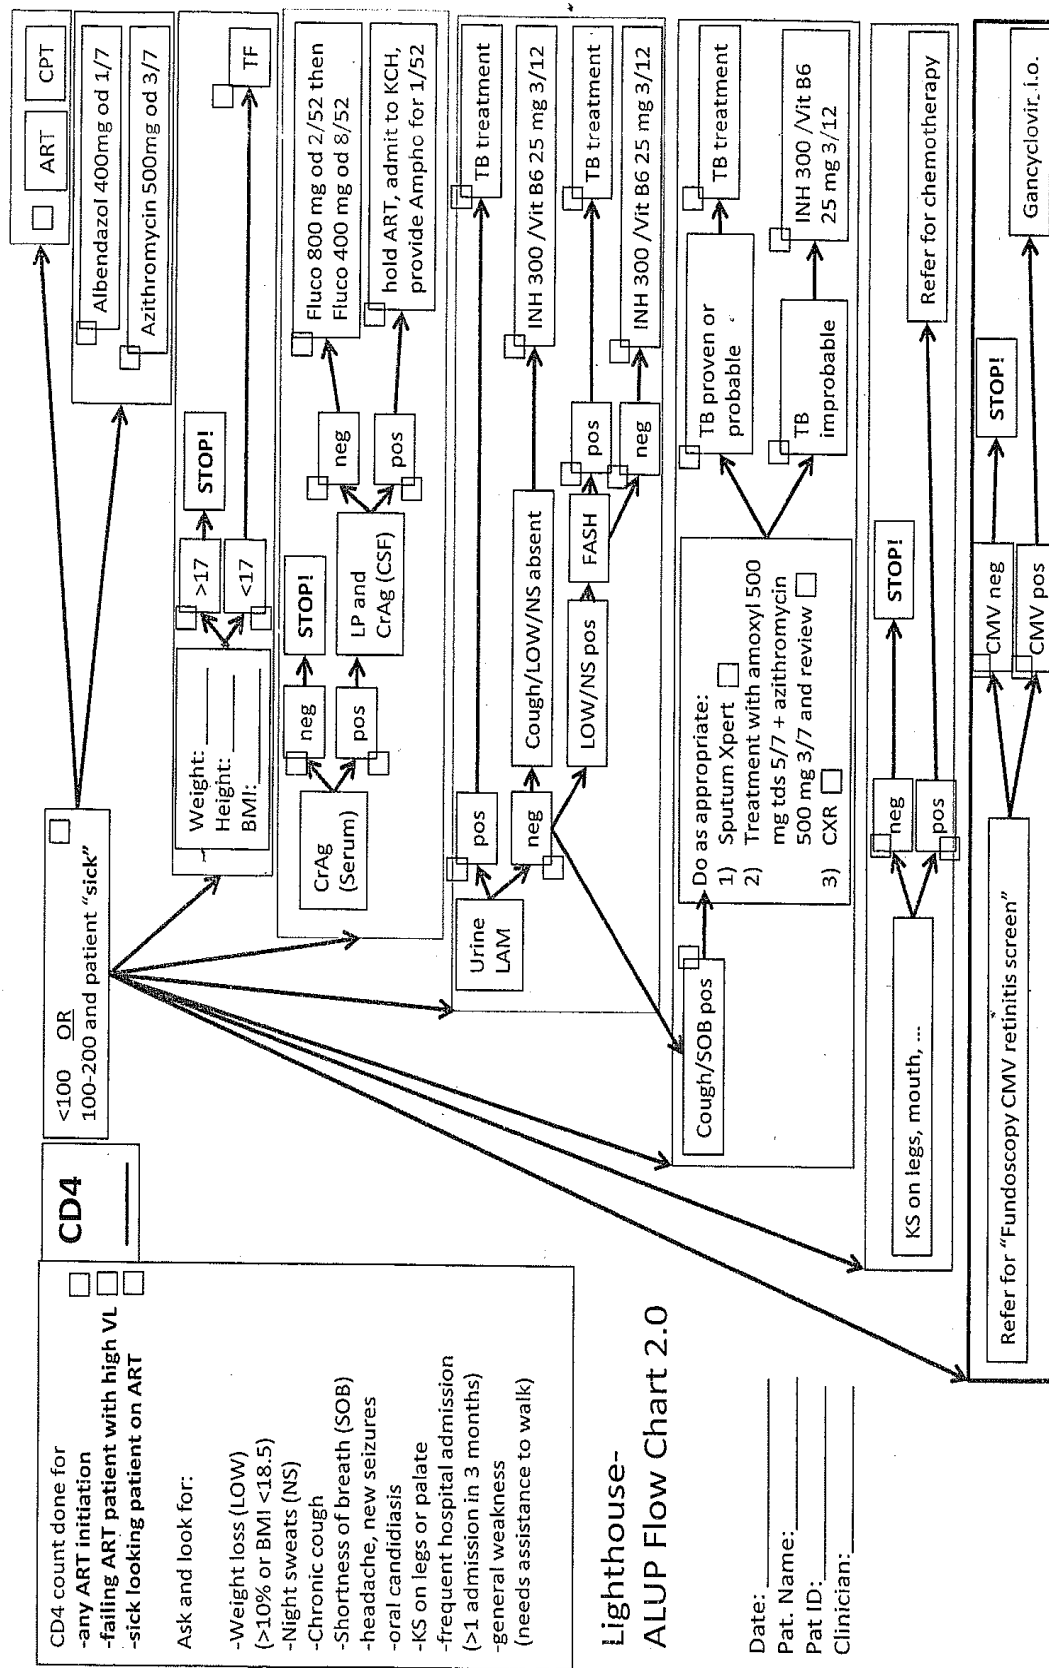 CD4 count done for
-any ART initiation
-failing ART patient with high VL
-sick looking patient on ART
Ask and look for:
-Weight loss (LOW)
(>10% or BMI <18.5)
-Night sweats (NS)
-Chronic cough
-Shortness of breath (SOB)
-headache, new seizures
-oral candidiasis
-KS on legs or palate
-frequent hospital admission
(>1 admission in 3 months)
-general weakness
(needs assistance to walk)
Lighthouse-
ALUP Flow Chart 2.0
Date:
Pat. Name:
Pat ID:
Clinician:
CD4
<100 OR
100-200 and patient “sick”
ART
CPT
Albendazol 400mg od 1/7
Azithromycin 500mg od 3/7
Weight:
Height:
BMI:
>17
STOP!
<17
TF
CrAg
(Serum)
neg
STOP!
pos
LP and
CrAg (CSF)
neg
Fluco 800 mg od 2/52 then
Fluco 400 mg od 8/52
pos
hold ART, admit to KCH,
provide Ampho for 1/52
Urine
LAM
pos
TB treatment
neg
Cough/LOW/NS absent
INH 300 /Vit B6 25 mg 3/12
LOW/NS pos
FASH
pos
TB treatment
neg
INH 300 /Vit B6 25 mg 3/12
Cough/SOB pos
Do as appropriate:
1) Sputum Xpert
2) Treatment with amoxyl 500
mg tds 5/7 + azithromycin
500 mg 3/7 and review
3) CXR
TB proven or
probable
TB treatment
TB
improbable
INH 300 /Vit B6
25 mg 3/12
KS on legs, mouth, ...
neg
STOP!
pos
Refer for chemotherapy
Refer for “Fundoscopy CMV retinitis screen”
CMV neg
STOP!
CMV pos
Gancyclovir i.o.